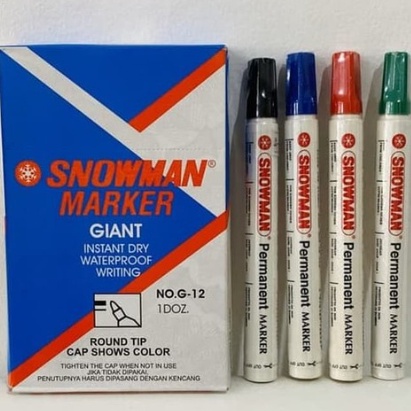 SNOWMAN®
MARKER
GIANT
INSTANT DRY
WATERPROOF
WRITING
NO.G-12
1DOZ.
ROUND TIP
CAP SHOWS COLOR
TIGHTEN THE CAP WHEN NOT IN USE
JIKA TIDAK DIPAKAI,
PENUTUPNYA HARUS DIPASANG DENGAN KENCANG
SNOWMAN Permanent MARKER
SNOWMAN Permanent MARKER
SNOWMAN Permanent MARKER
SNOWMAN Permanent MARKER